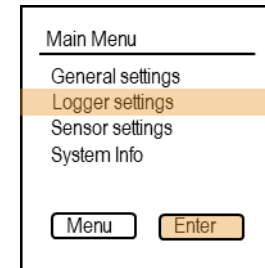 Main Menu
General settings
Logger settings
Sensor settings
System Info
Menu Enter